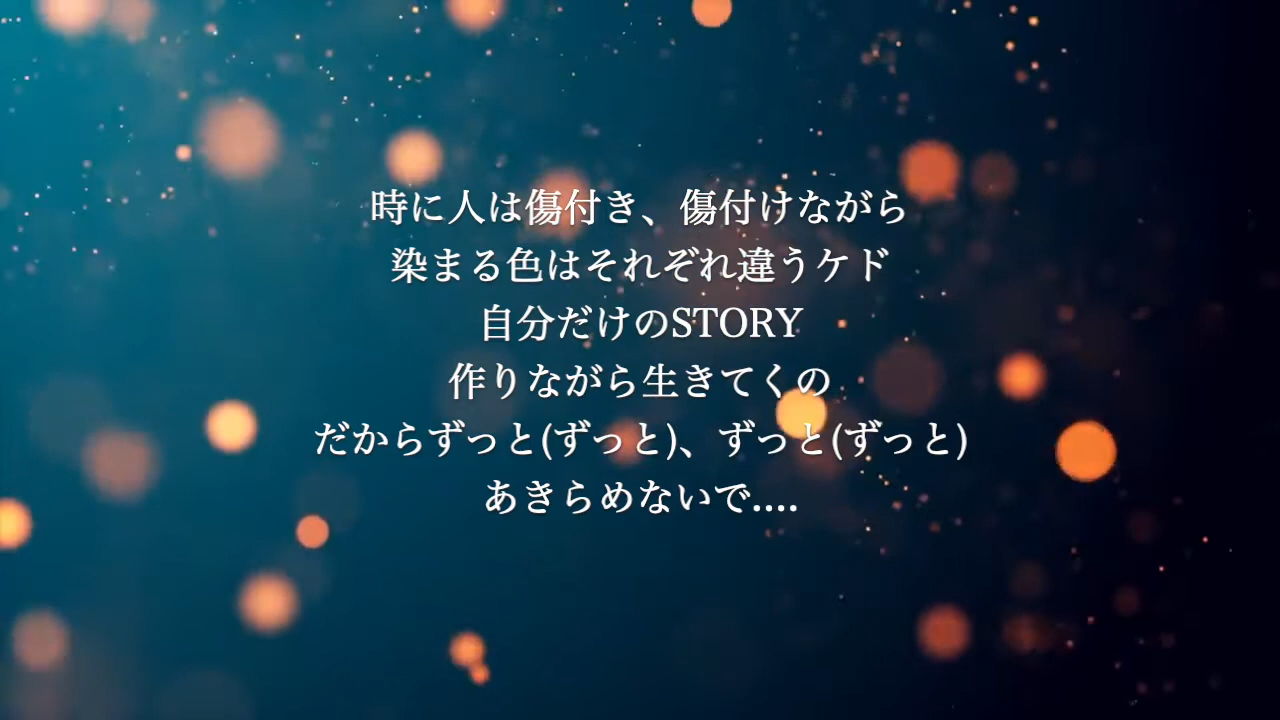 時に人は傷付き、傷付けながら
染まる色はそれぞれ違うケド
自分だけのSTORY
作りながら生きてくの
だからずっと(ずっと)、ずっと(ずっと)
あきらめないで....